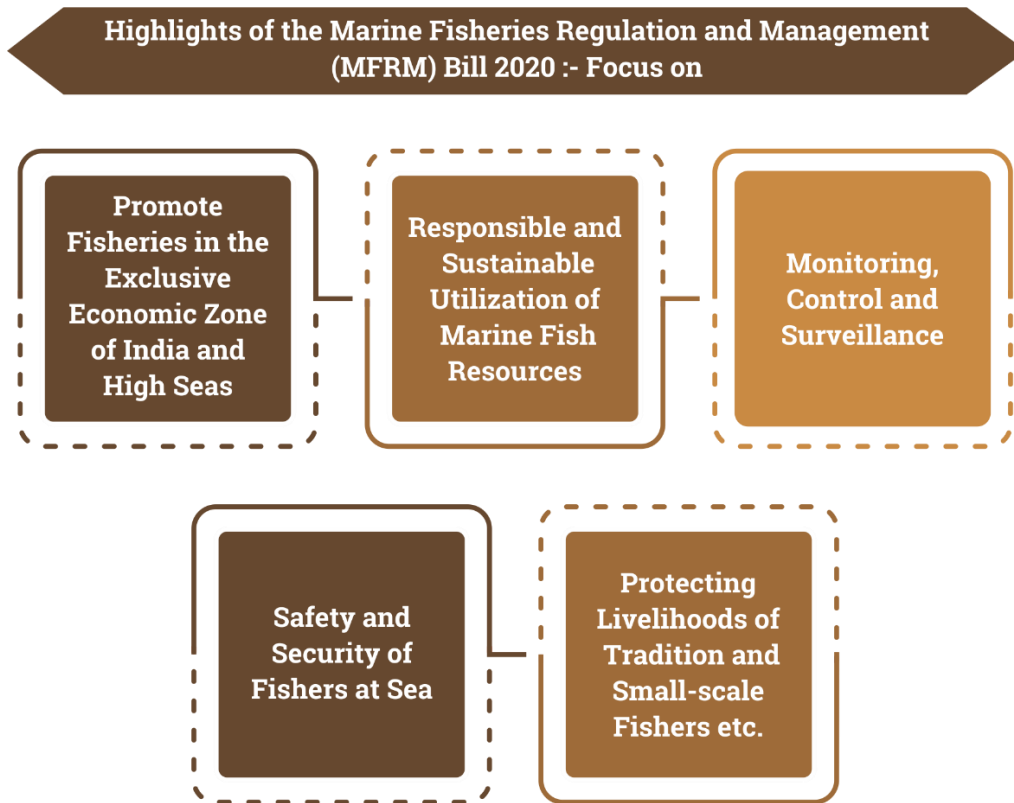 Highlights of the Marine Fisheries Regulation and Management
(MFRM) Bill 2020 :- Focus on
Promote
Fisheries in the
Exclusive
Economic Zone
of India and
High Seas
Responsible and
Sustainable
Utilization of
Marine Fish
Resources
Monitoring,
Control and
Surveillance
Safety and
Security of
Fishers at Sea
Protecting
Livelihoods of
Tradition and
Small-scale
Fishers etc.